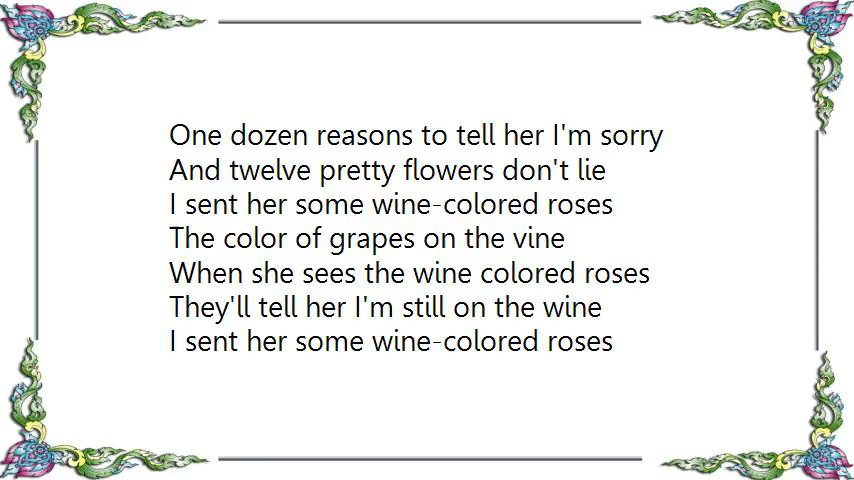 One dozen reasons to tell her I'm sorry
And twelve pretty flowers don't lie
I sent her some wine-colored roses
The color of grapes on the vine
When she sees the wine colored roses
They'll tell her I'm still on the wine
I sent her some wine-colored roses